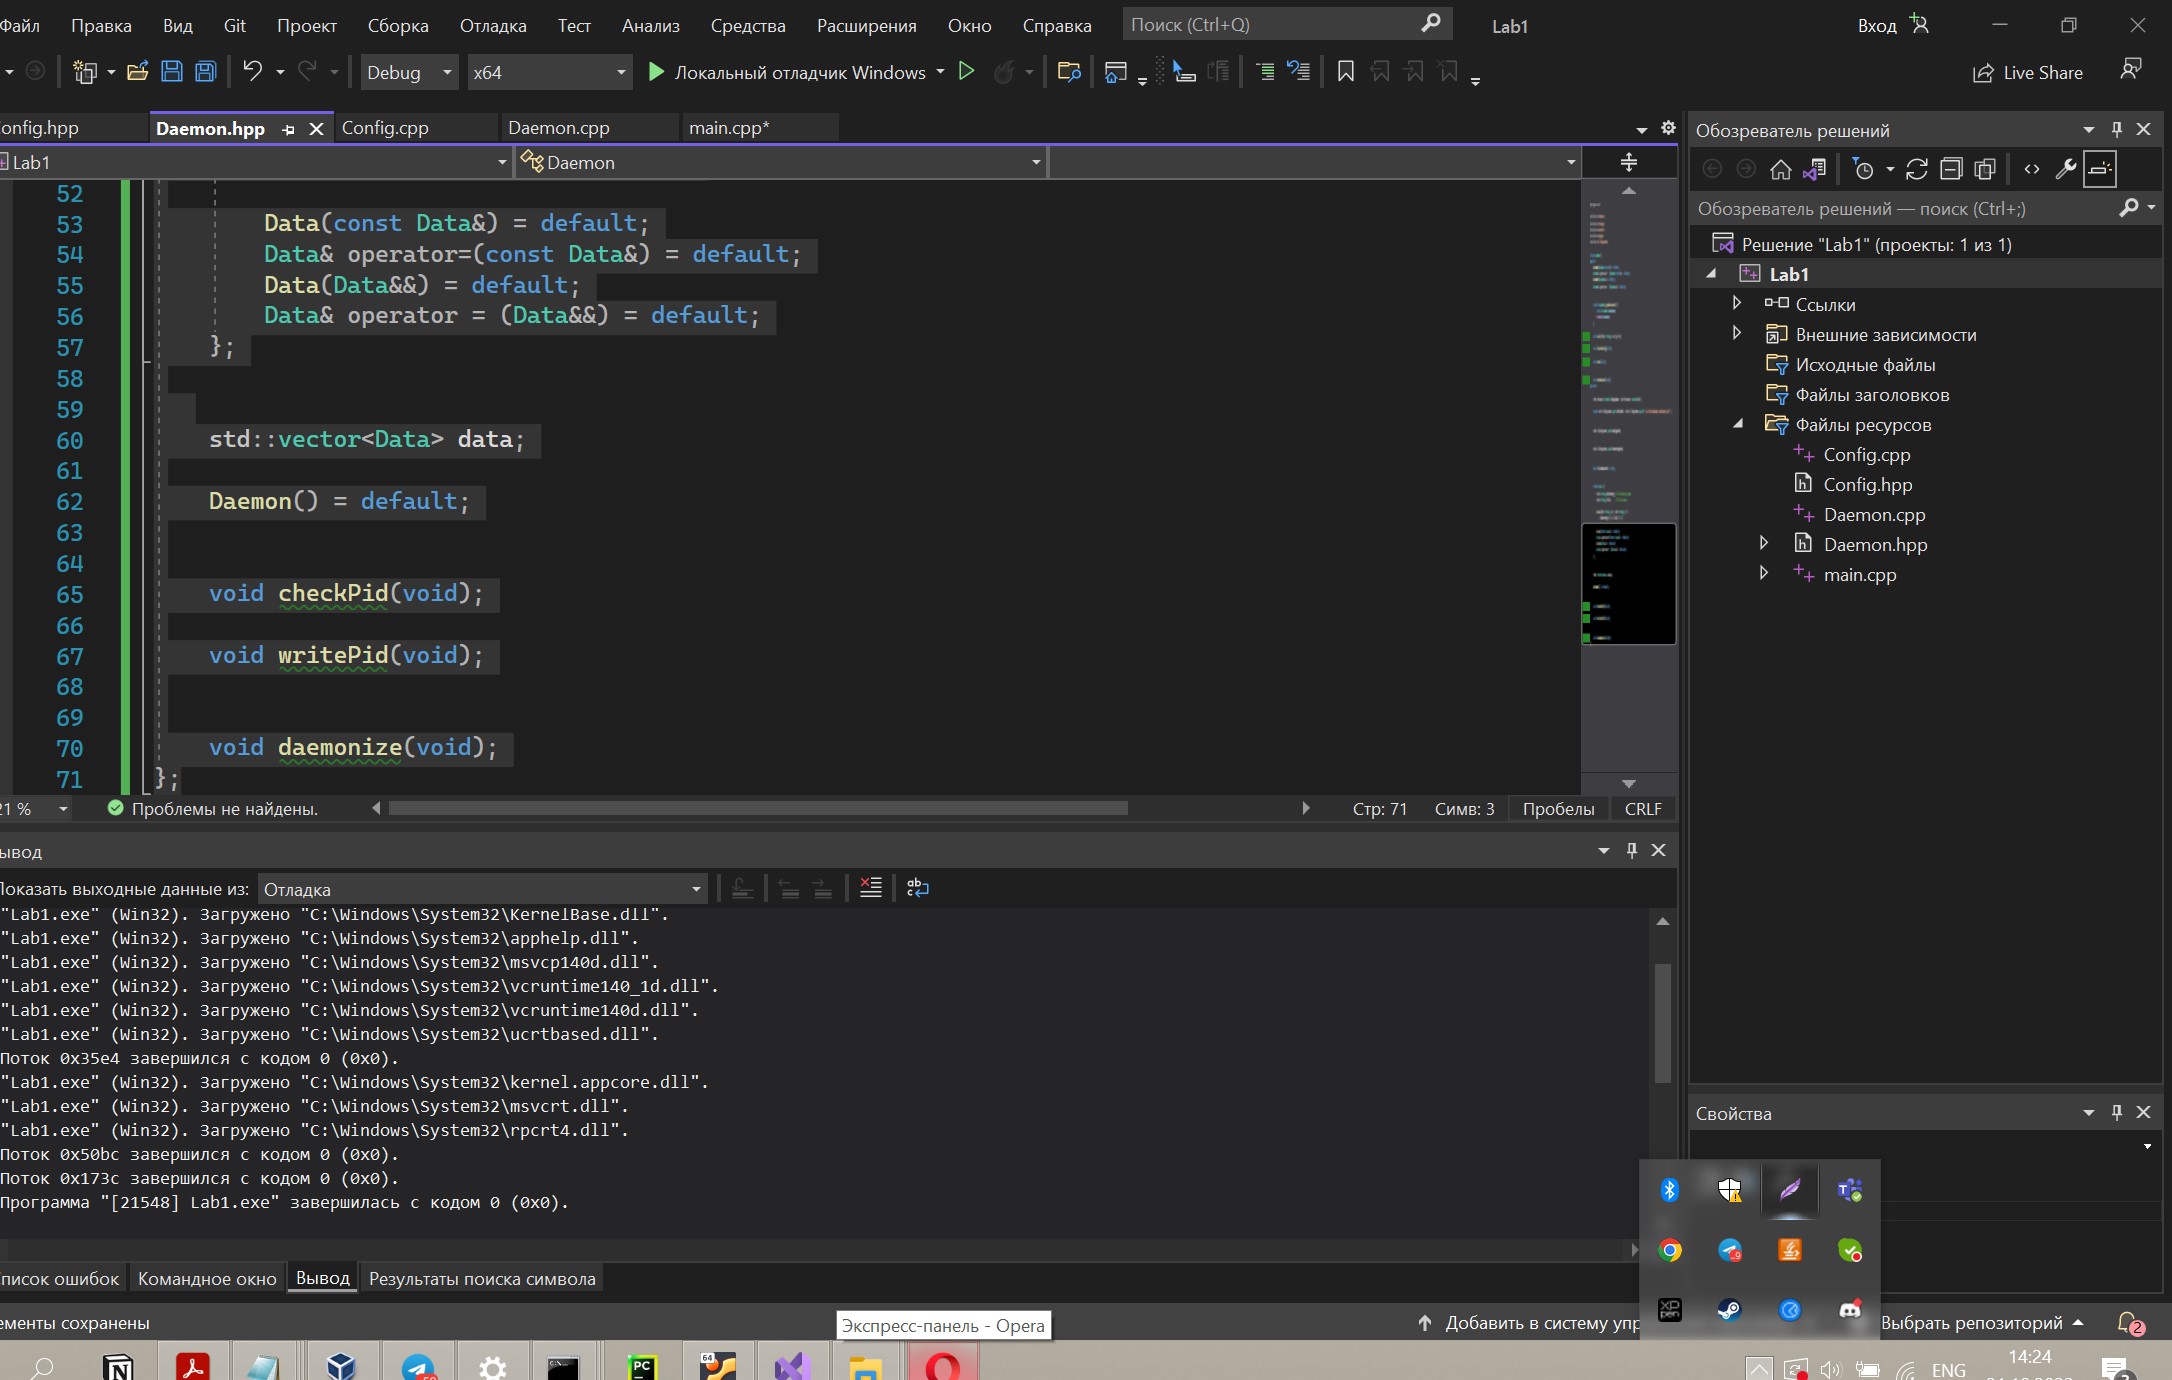 Файл Правка Вид Git Проект Сборка Отладка Тест Анализ Средства Расширения Окно Справка Поиск (Ctrl+Q) Lab1 Вход
Debug x64 Локальный отладчик Windows Live Share
onfig.hpp Daemon.hpp Config.cpp Daemon.cpp main.cpp*
Lab1 Daemon
52
53 Data(const Data&) = default;
54 Data& operator=(const Data&) = default;
55 Data(Data&&) = default;
56 Data& operator = (Data&&) = default;
57 };
58
59
60 std::vector<Data> data;
61
62 Daemon() = default;
63
64
65 void checkPid(void);
66
67 void writePid(void);
68
69
70 void daemonize(void);
71 };
21 % Проблемы не найдены. Стр: 71 Симв: 3 Пробелы CRLF
ывод
Показать выходные данные из: Отладка
"Lab1.exe" (Win32). Загружено "C:\Windows\System32\KernelBase.dll".
"Lab1.exe" (Win32). Загружено "C:\Windows\System32\apphelp.dll".
"Lab1.exe" (Win32). Загружено "C:\Windows\System32\msvcp140d.dll".
"Lab1.exe" (Win32). Загружено "C:\Windows\System32\vcruntime140_1d.dll".
"Lab1.exe" (Win32). Загружено "C:\Windows\System32\vcruntime140d.dll".
"Lab1.exe" (Win32). Загружено "C:\Windows\System32\ucrtbased.dll".
Поток 0x35e4 завершился с кодом 0 (0x0).
"Lab1.exe" (Win32). Загружено "C:\Windows\System32\kernel.appcore.dll".
"Lab1.exe" (Win32). Загружено "C:\Windows\System32\msvcrt.dll".
"Lab1.exe" (Win32). Загружено "C:\Windows\System32\rpcrt4.dll".
Поток 0x50bc завершился с кодом 0 (0x0).
Поток 0x173c завершился с кодом 0 (0x0).
Программа "[21548] Lab1.exe" завершилась с кодом 0 (0x0).
писок ошибок Командное окно Вывод Результаты поиска символа
Обозреватель решений
Обозреватель решений — поиск (Ctrl+;)
Решение "Lab1" (проекты: 1 из 1)
Lab1
Ссылки
Внешние зависимости
Исходные файлы
Файлы заголовков
Файлы ресурсов
Config.cpp
Config.hpp
Daemon.cpp
Daemon.hpp
main.cpp
Свойства
ементы сохранены Экспресс-панель - Opera Добавить в систему упр Выбрать репозиторий 2
PC 64 ENG 14:24